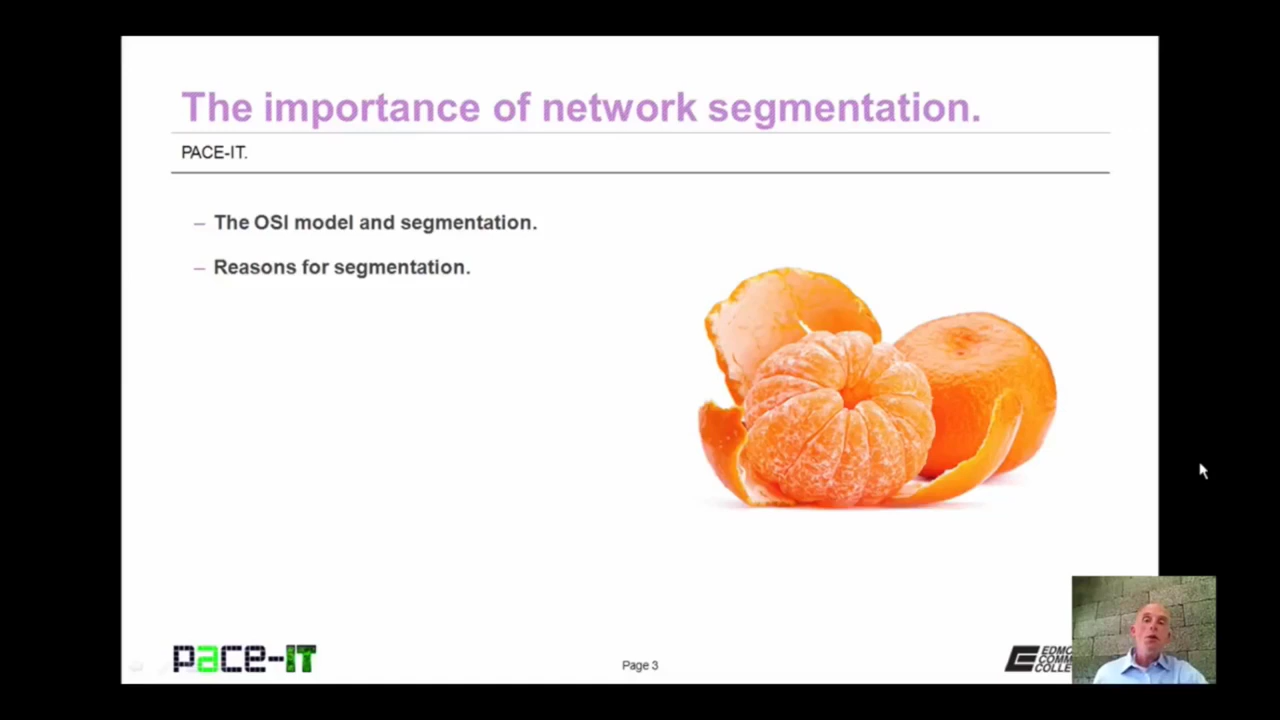 The importance of network segmentation.
PACE-IT.
– The OSI model and segmentation.
– Reasons for segmentation.
pace-IT
Page 3